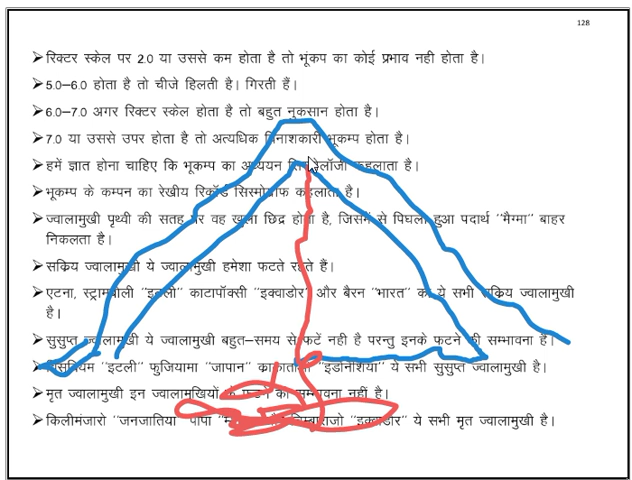 128
➢ रिक्टर स्केल पर 2.0 या उससे कम होता है तो भूंकप का कोई प्रभाव नही होता है।
➢ 5.0–6.0 होता है तो चीजे हिलती है। गिरती हैं।
➢ 6.0–7.0 अगर रिक्टर स्केल होता है तो बहुत नुकसान होता है।
➢ 7.0 या उससे उपर होता है तो अत्यधिक विनाशकारी भूकम्प होता है।
➢ हमें ज्ञात होना चाहिए कि भूकम्प का अध्ययन कहलाता है।
➢ भूकम्प के कम्पन का रेखीय रिकॉर्ड सिस्मोग्राफ कहलाता है।
➢ ज्वालामुखी पृथ्वी की सतह पर वह खुला छिद्र होता है, जिसमें से पिघला हुआ पदार्थ "मैग्मा" बाहर
निकलता है।
➢ सक्रिय ज्वालामुखी ये ज्वालामुखी हमेशा फटते रहते हैं।
➢ एटना, स्ट्रामबोली "इटली" काटापॉक्सी "इक्वाडोर" और बैरन "भारत" के ये सभी सक्रिय ज्वालामुखी
है।
➢ सुसुप्त ज्वालामुखी ये ज्वालामुखी बहुत–समय से फटे नही है परन्तु इनके फटने की सम्भावना है।
➢ "इटली" फुजियामा "जापान" "इंडोनेशिया" ये सभी सुसुप्त ज्वालामुखी है।
➢ मृत ज्वालामुखी इन ज्वालामुखियों के फटने की सम्भावना नहीं है।
➢ किलीमंजारो "जनजातिया" पोपा "इक्वाडोर" ये सभी मृत ज्वालामुखी है।